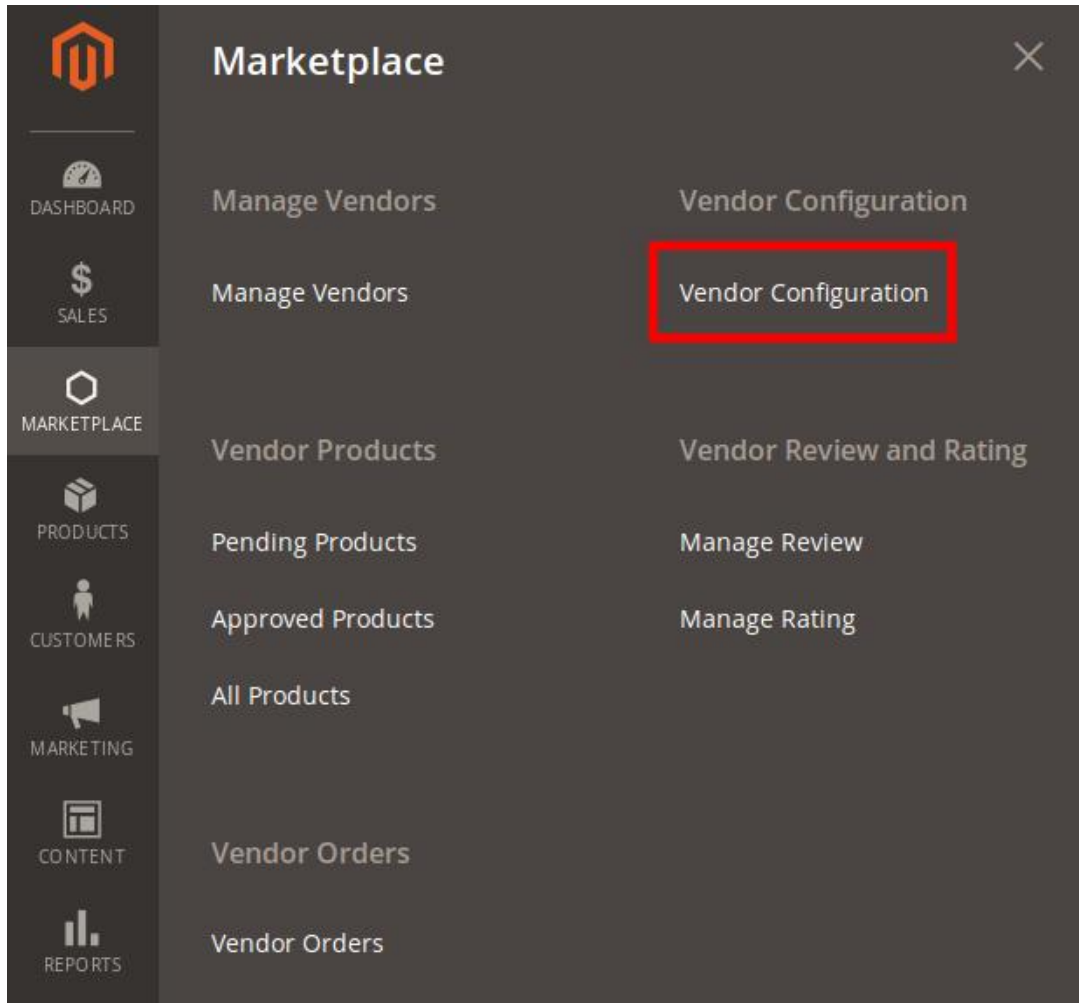 Marketplace
DASHBOARD
SALES
MARKETPLACE
PRODUCTS
CUSTOMERS
MARKETING
CONTENT
REPORTS
Manage Vendors
Manage Vendors
Vendor Configuration
Vendor Configuration
Vendor Products
Pending Products
Approved Products
All Products
Vendor Review and Rating
Manage Review
Manage Rating
Vendor Orders
Vendor Orders